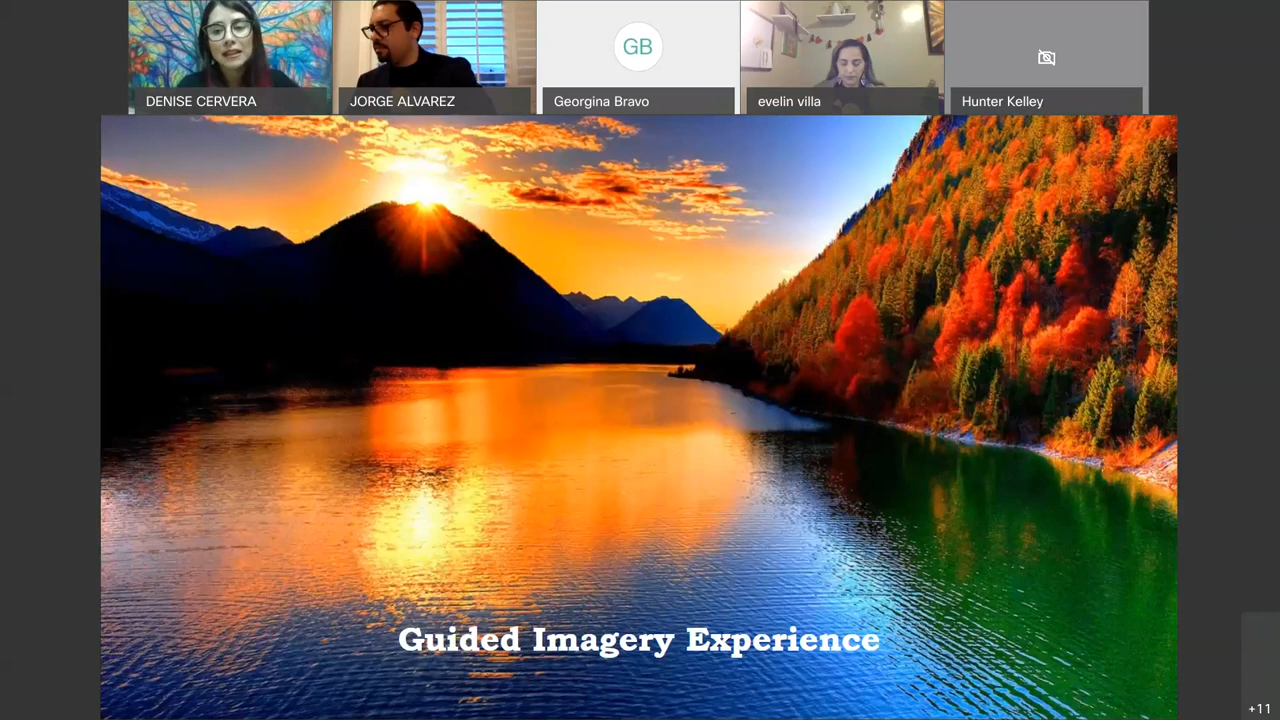 DENISE CERVERA
JORGE ALVAREZ
GB
Georgina Bravo
evelin villa
Hunter Kelley
Guided Imagery Experience
+11